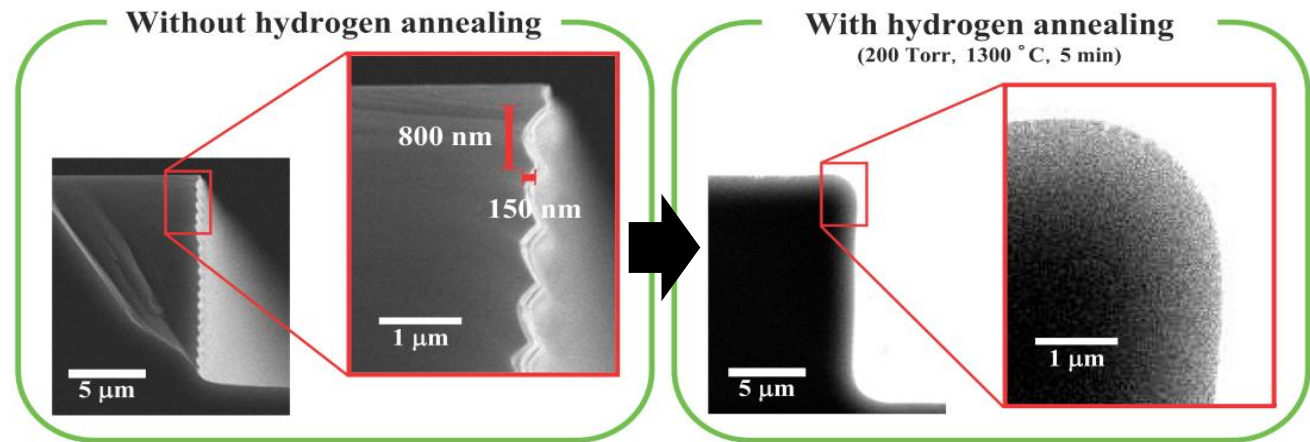 Without hydrogen annealing
800 nm
150 nm
1 μm
5 μm
With hydrogen annealing
(200 Torr, 1300 °C, 5 min)
5 μm
1 μm